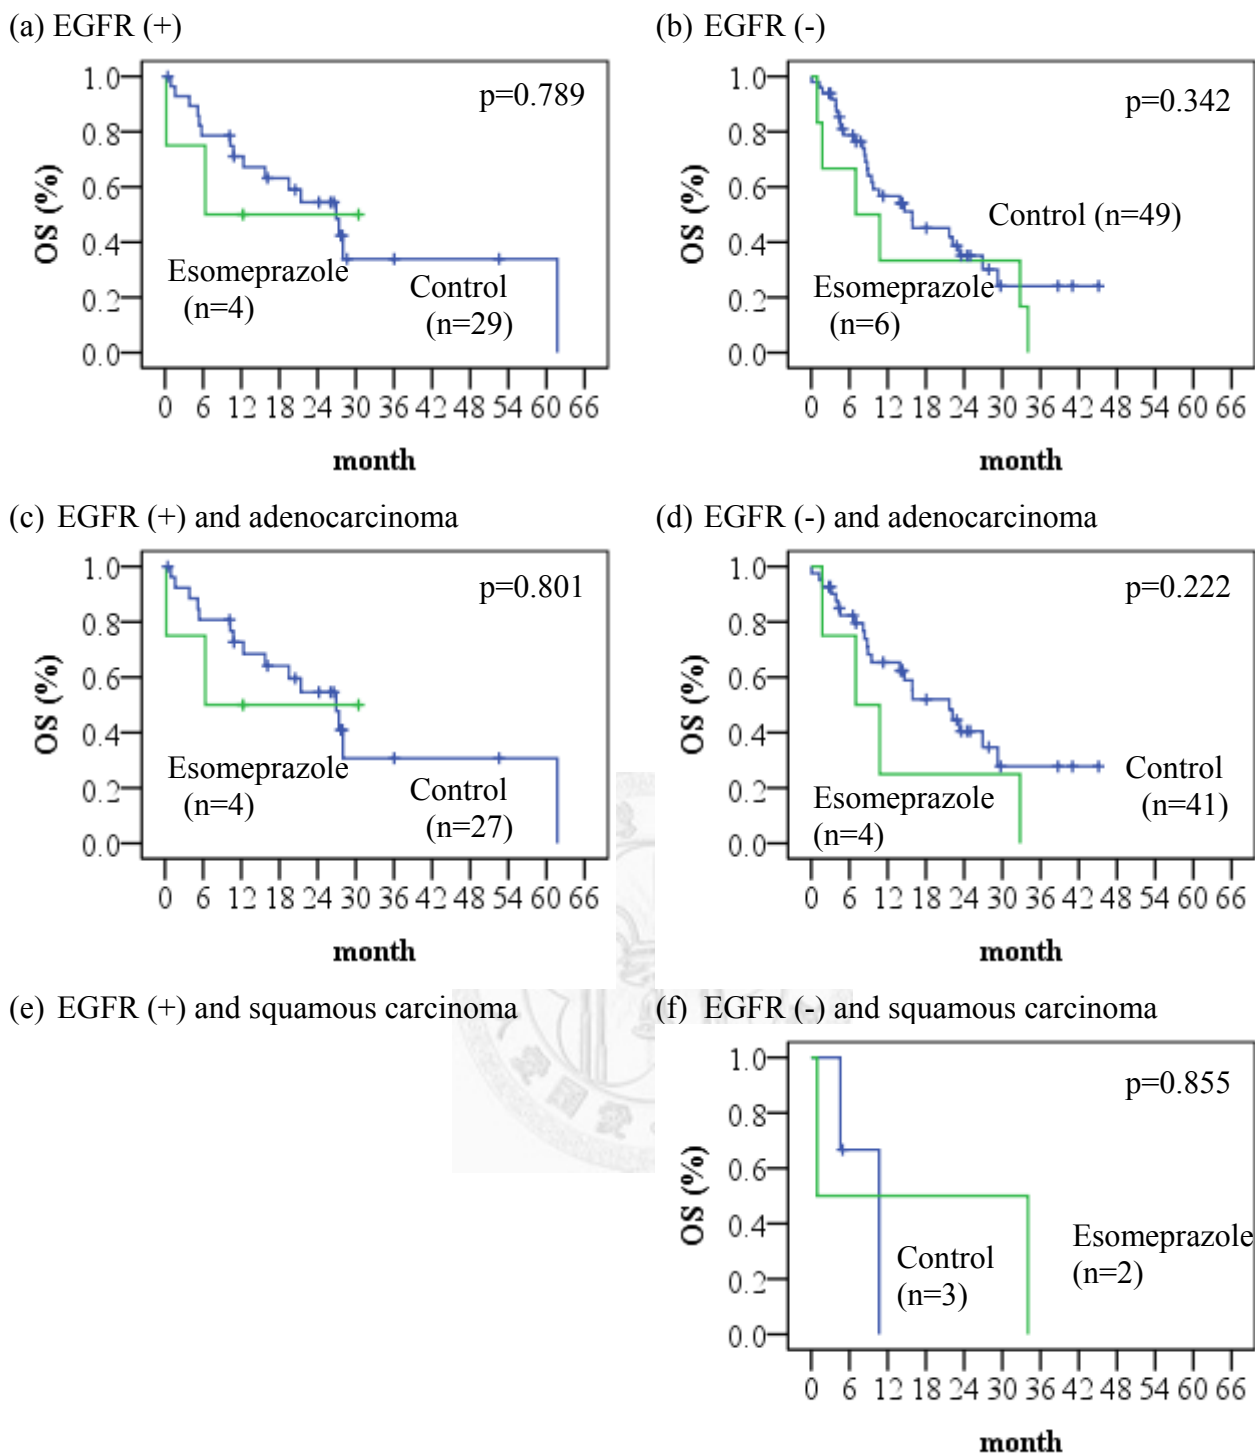 (a) EGFR (+)
1.0
0.8
0.6
0.4
0.2
0.0
OS (%)
p=0.789
Esomeprazole
(n=4)
Control
(n=29)
0 6 12 18 24 30 36 42 48 54 60 66
month
(b) EGFR (-)
1.0
0.8
0.6
0.4
0.2
0.0
OS (%)
p=0.342
Control (n=49)
Esomeprazole
(n=6)
0 6 12 18 24 30 36 42 48 54 60 66
month
(c) EGFR (+) and adenocarcinoma
1.0
0.8
0.6
0.4
0.2
0.0
OS (%)
p=0.801
Esomeprazole
(n=4)
Control
(n=27)
0 6 12 18 24 30 36 42 48 54 60 66
month
(d) EGFR (-) and adenocarcinoma
1.0
0.8
0.6
0.4
0.2
0.0
OS (%)
p=0.222
Control
(n=41)
Esomeprazole
(n=4)
0 6 12 18 24 30 36 42 48 54 60 66
month
(e) EGFR (+) and squamous carcinoma
(f) EGFR (-) and squamous carcinoma
1.0
0.8
0.6
0.4
0.2
0.0
OS (%)
p=0.855
Control
(n=3)
Esomeprazole
(n=2)
0 6 12 18 24 30 36 42 48 54 60 66
month
愛國愛